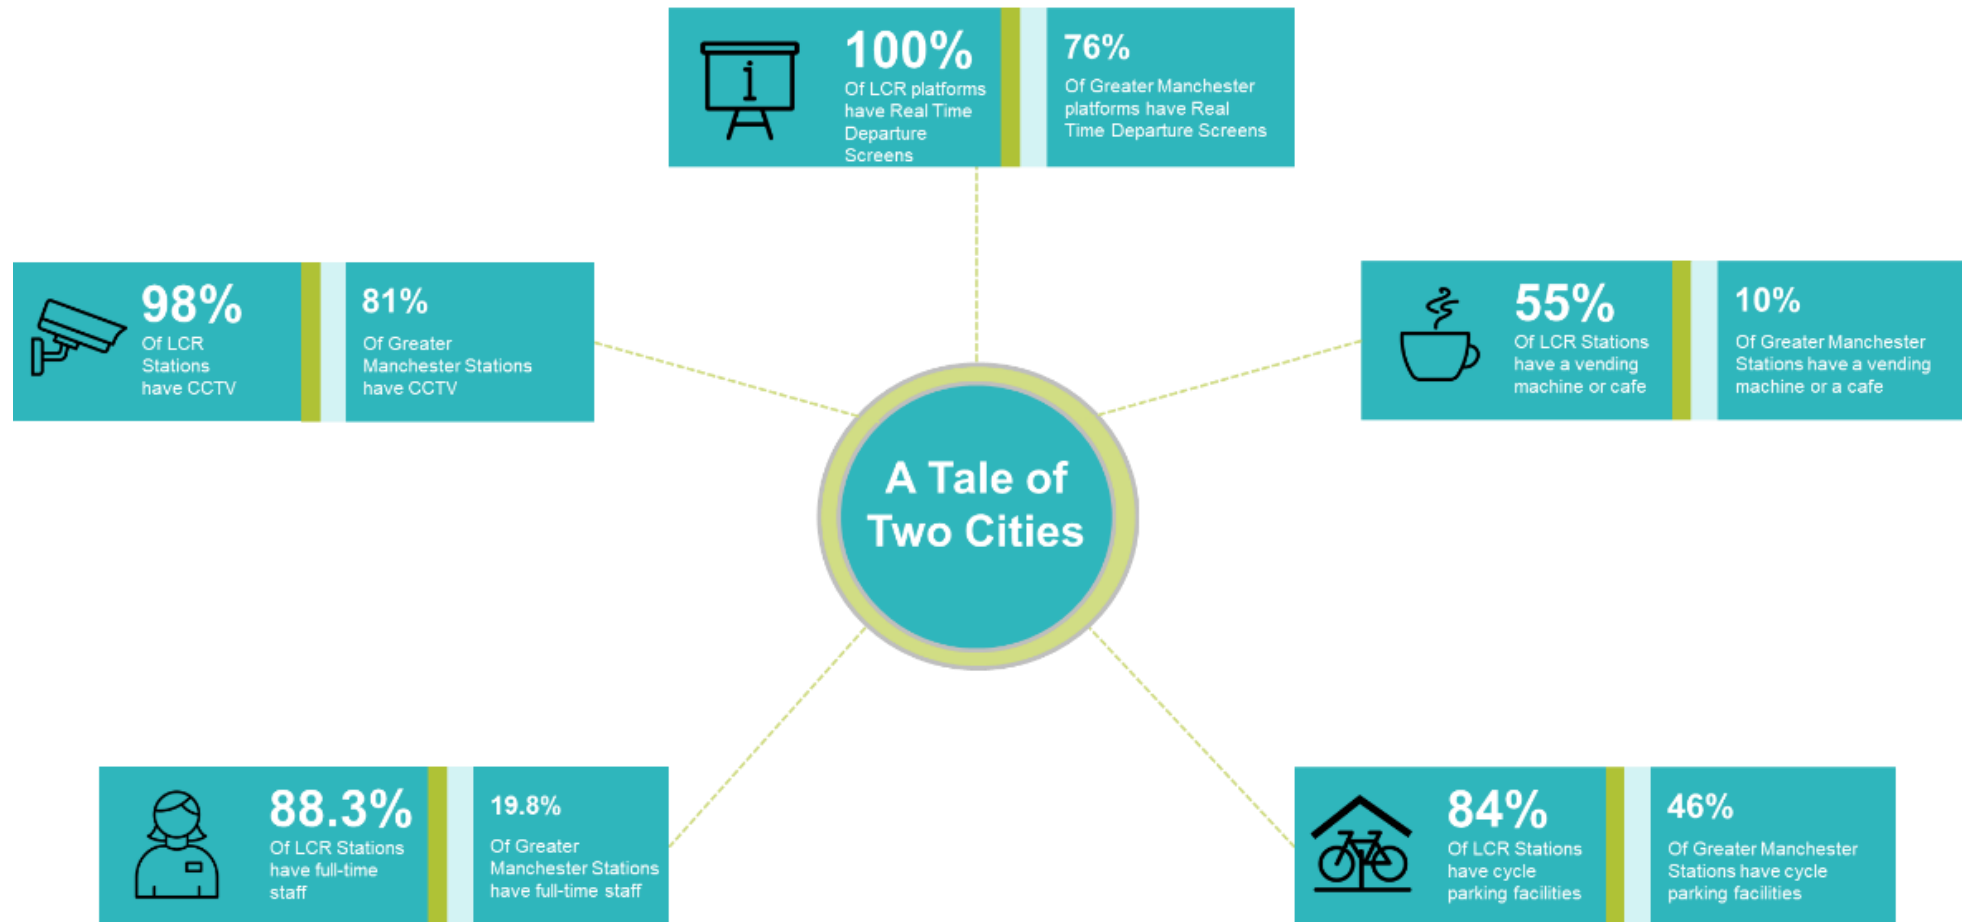 100%
Of LCR platforms
have Real Time
Departure
Screens
76%
Of Greater Manchester
platforms have Real
Time Departure Screens
98%
Of LCR
Stations
have CCTV
81%
Of Greater
Manchester Stations
have CCTV
55%
Of LCR Stations
have a vending
machine or cafe
10%
Of Greater Manchester
Stations have a vending
machine or a cafe
A Tale of
Two Cities
88.3%
Of LCR Stations
have full-time
staff
19.8%
Of Greater
Manchester Stations
have full-time staff
84%
Of LCR Stations
have cycle
parking facilities
46%
Of Greater Manchester
Stations have cycle
parking facilities